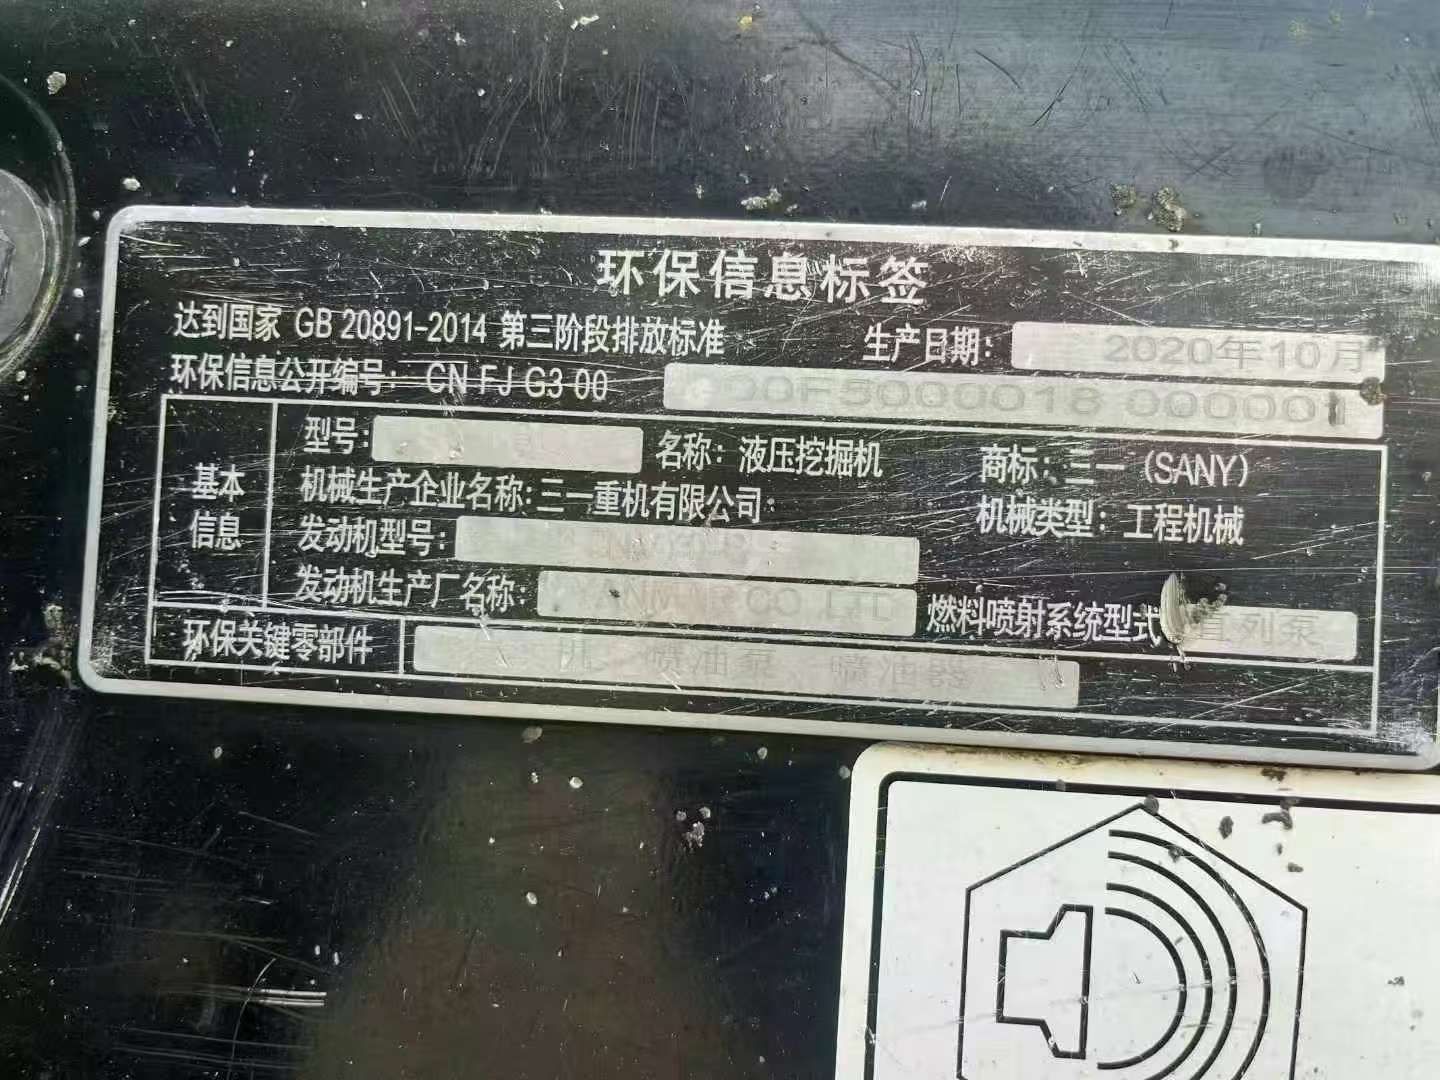 环保信息标签
达到国家 GB 20891-2014 第三阶段排放标准 生产日期: 2020年10月
环保信息公开编号: CN FJ G3 00 000001
基本信息
型号: 名称: 液压挖掘机 商标: 三一 (SANY)
机械生产企业名称: 三一重机有限公司 机械类型: 工程机械
发动机型号:
发动机生产厂名称: YANMAR CO. LTD 燃料喷射系统型式 直列泵
环保关键零部件 喷油泵、喷油器